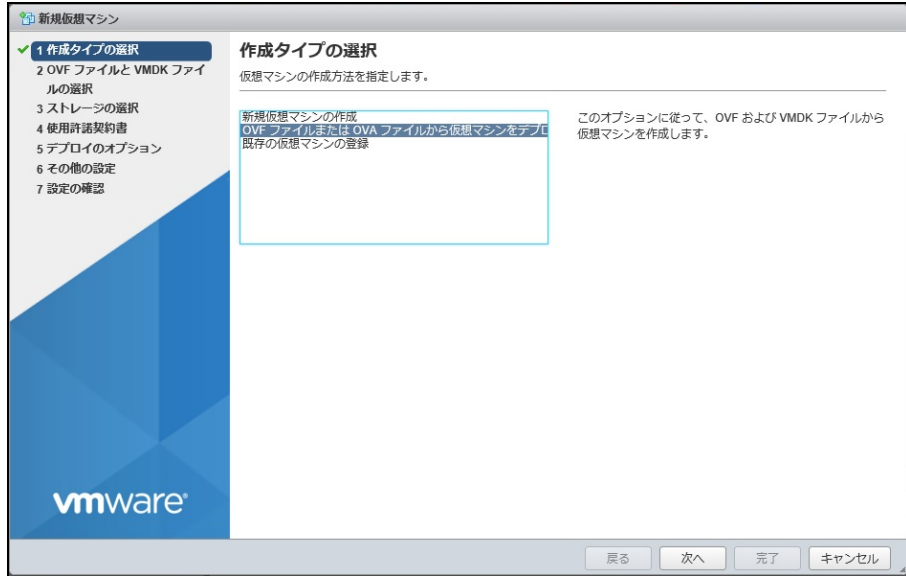 新規仮想マシン
1 作成タイプの選択
2 OVF ファイルと VMDK ファイ
ルの選択
3 ストレージの選択
4 使用許諾契約書
5 デプロイのオプション
6 その他の設定
7 設定の確認
作成タイプの選択
仮想マシンの作成方法を指定します。
新規仮想マシンの作成
OVF ファイルまたは OVA ファイルから仮想マシンをデプロ
既存の仮想マシンの登録
このオプションに従って、OVF および VMDK ファイルから
仮想マシンを作成します。
vmware®
戻る
次へ
完了
キャンセル